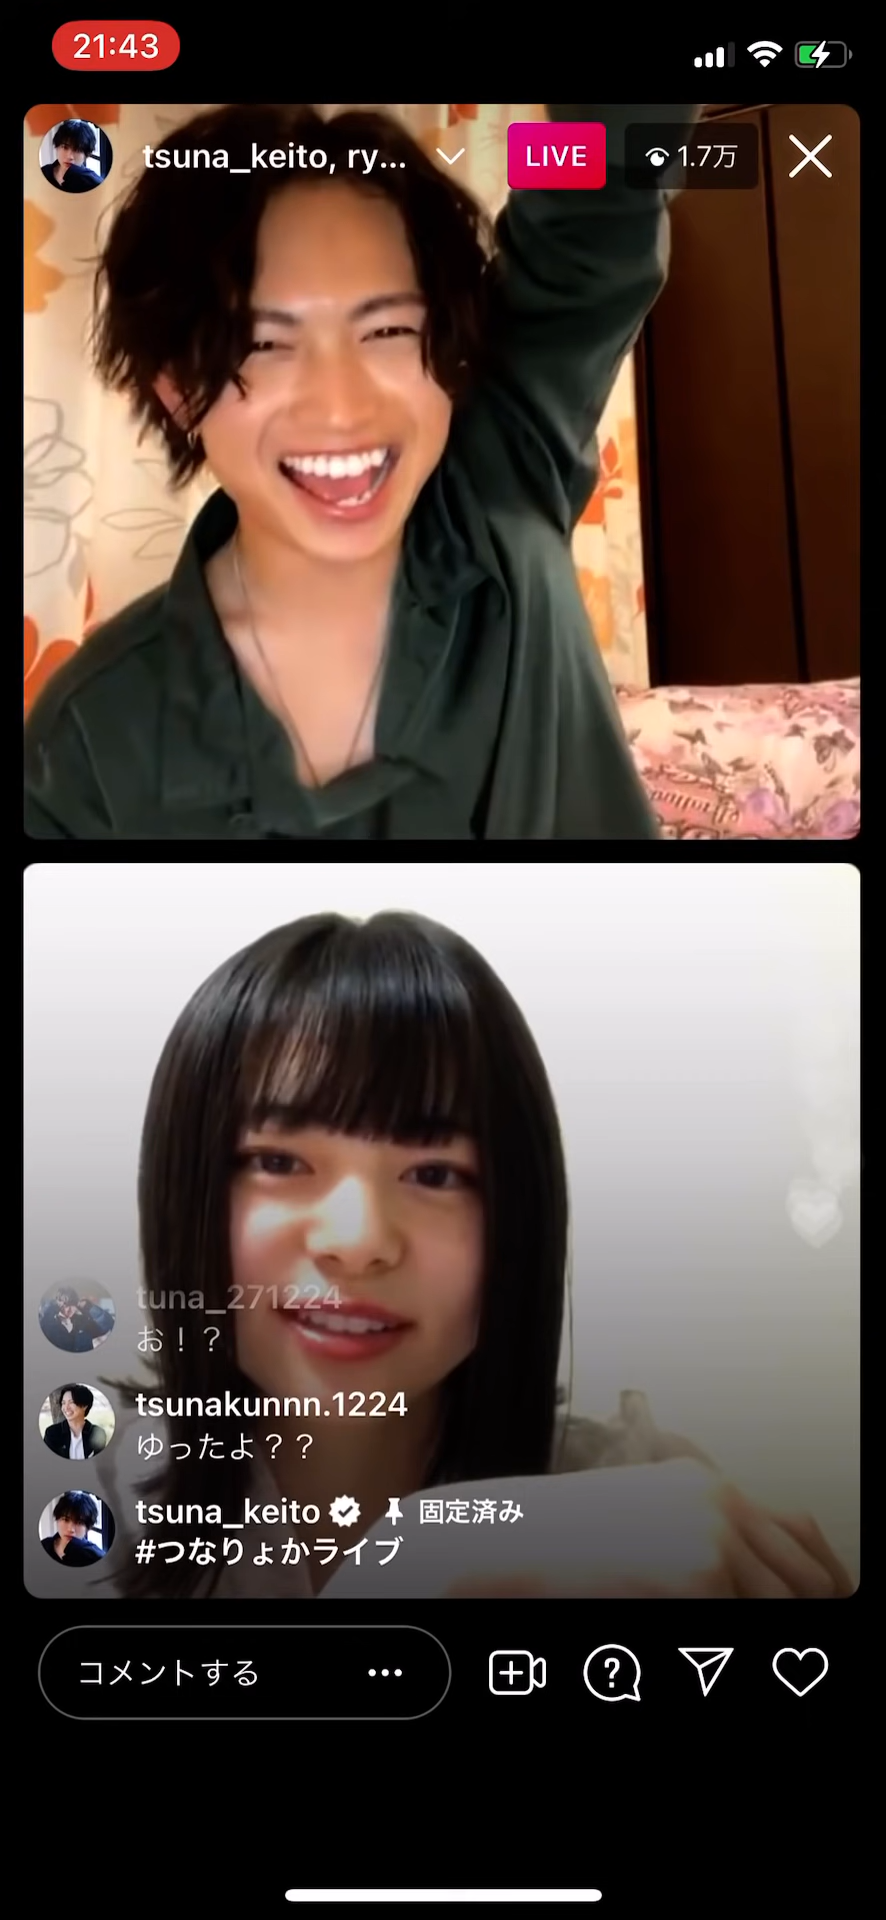 21:43
tsuna_keito, ry...
LIVE
1.7万
tuna_271224
お！？
tsunakunnn.1224
ゆったよ？？
tsuna_keito 固定済み
#つなりょかライブ
コメントする